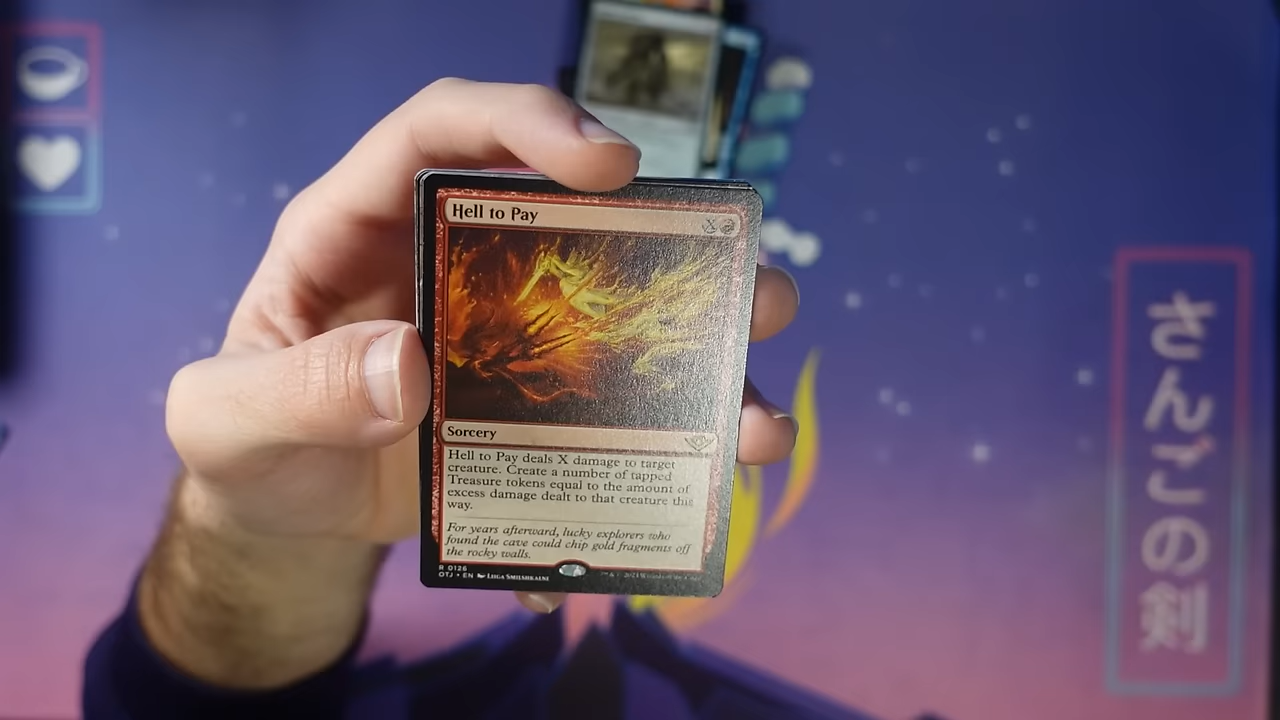 Hell to Pay
X
Sorcery
Hell to Pay deals X damage to target
creature. Create a number of tapped
Treasure tokens equal to the amount of
excess damage dealt to that creature this
way.
For years afterward, lucky explorers who
found the cave could chip gold fragments off
the rocky walls.
R 0126
OTJ • EN LIIGA SMILSHKALNE
さんごの剣